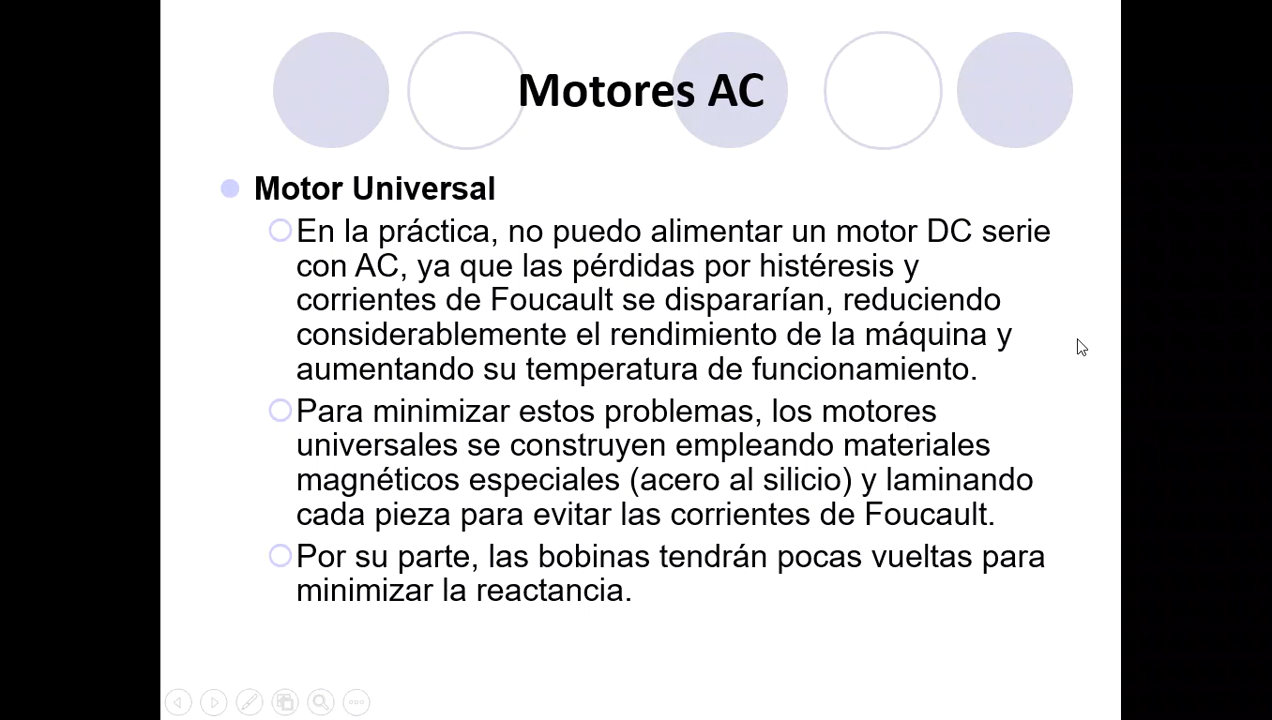 Motores AC
Motor Universal
En la práctica, no puedo alimentar un motor DC serie
con AC, ya que las pérdidas por histéresis y
corrientes de Foucault se dispararían, reduciendo
considerablemente el rendimiento de la máquina y
aumentando su temperatura de funcionamiento.
Para minimizar estos problemas, los motores
universales se construyen empleando materiales
magnéticos especiales (acero al silicio) y laminando
cada pieza para evitar las corrientes de Foucault.
Por su parte, las bobinas tendrán pocas vueltas para
minimizar la reactancia.